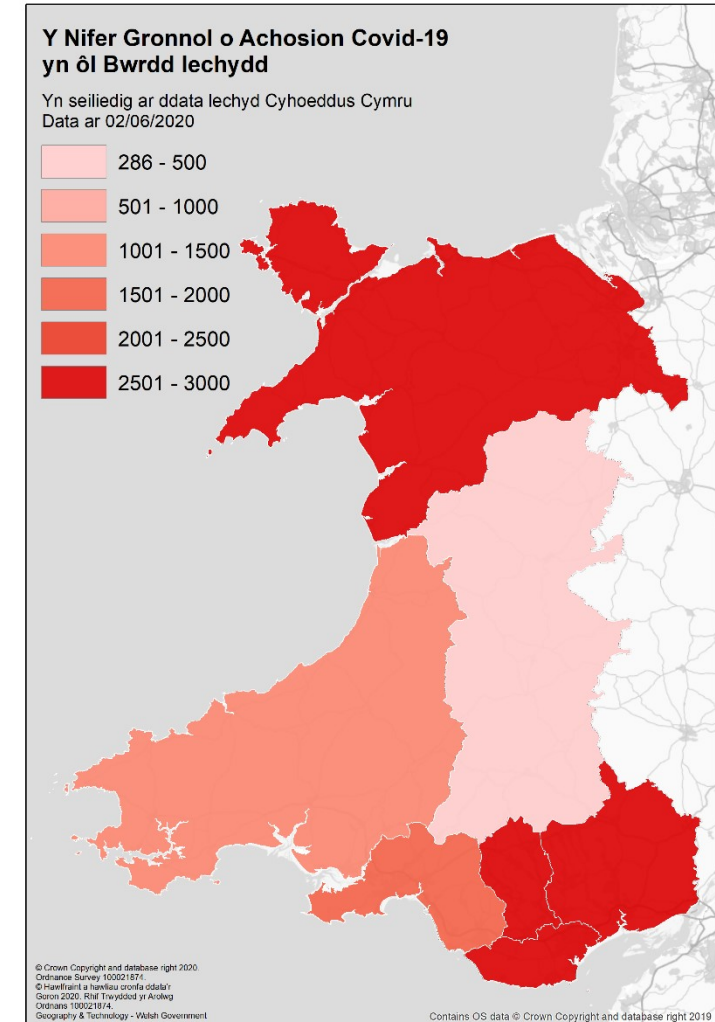 Y Nifer Gronnol o Achosion Covid-19
yn ôl Bwrdd Iechydd
Yn seiliedig ar ddata Iechyd Cyhoeddus Cymru
Data ar 02/06/2020
286 - 500
501 - 1000
1001 - 1500
1501 - 2000
2001 - 2500
2501 - 3000
© Crown Copyright and database right 2020.
Ordnance Survey 100021874.
© Hawlfraint a hawliau cronfa ddata'r
Goron 2020. Rhif Trwydded yr Arolwg
Ordnans 100021874.
Geography & Technology - Welsh Government
Contains OS data © Crown Copyright and database right 2019